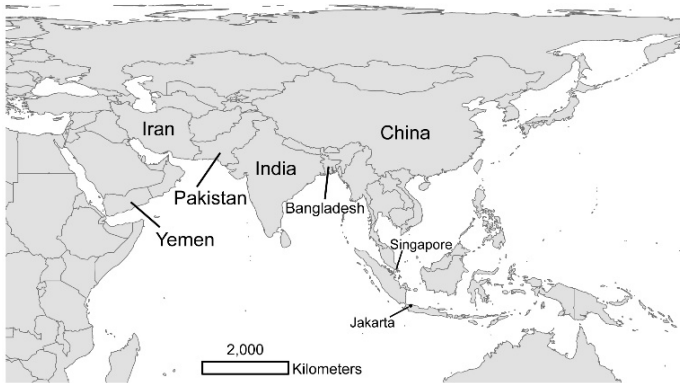 Iran
China
India
Pakistan
Bangladesh
Yemen
Singapore
Jakarta
2,000
Kilometers